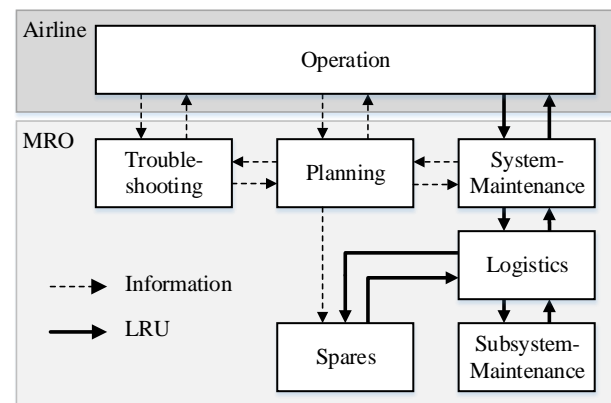 Airline
Operation
MRO
Trouble-
shooting
Planning
System-
Maintenance
Logistics
Information
LRU
Spares
Subsystem-
Maintenance